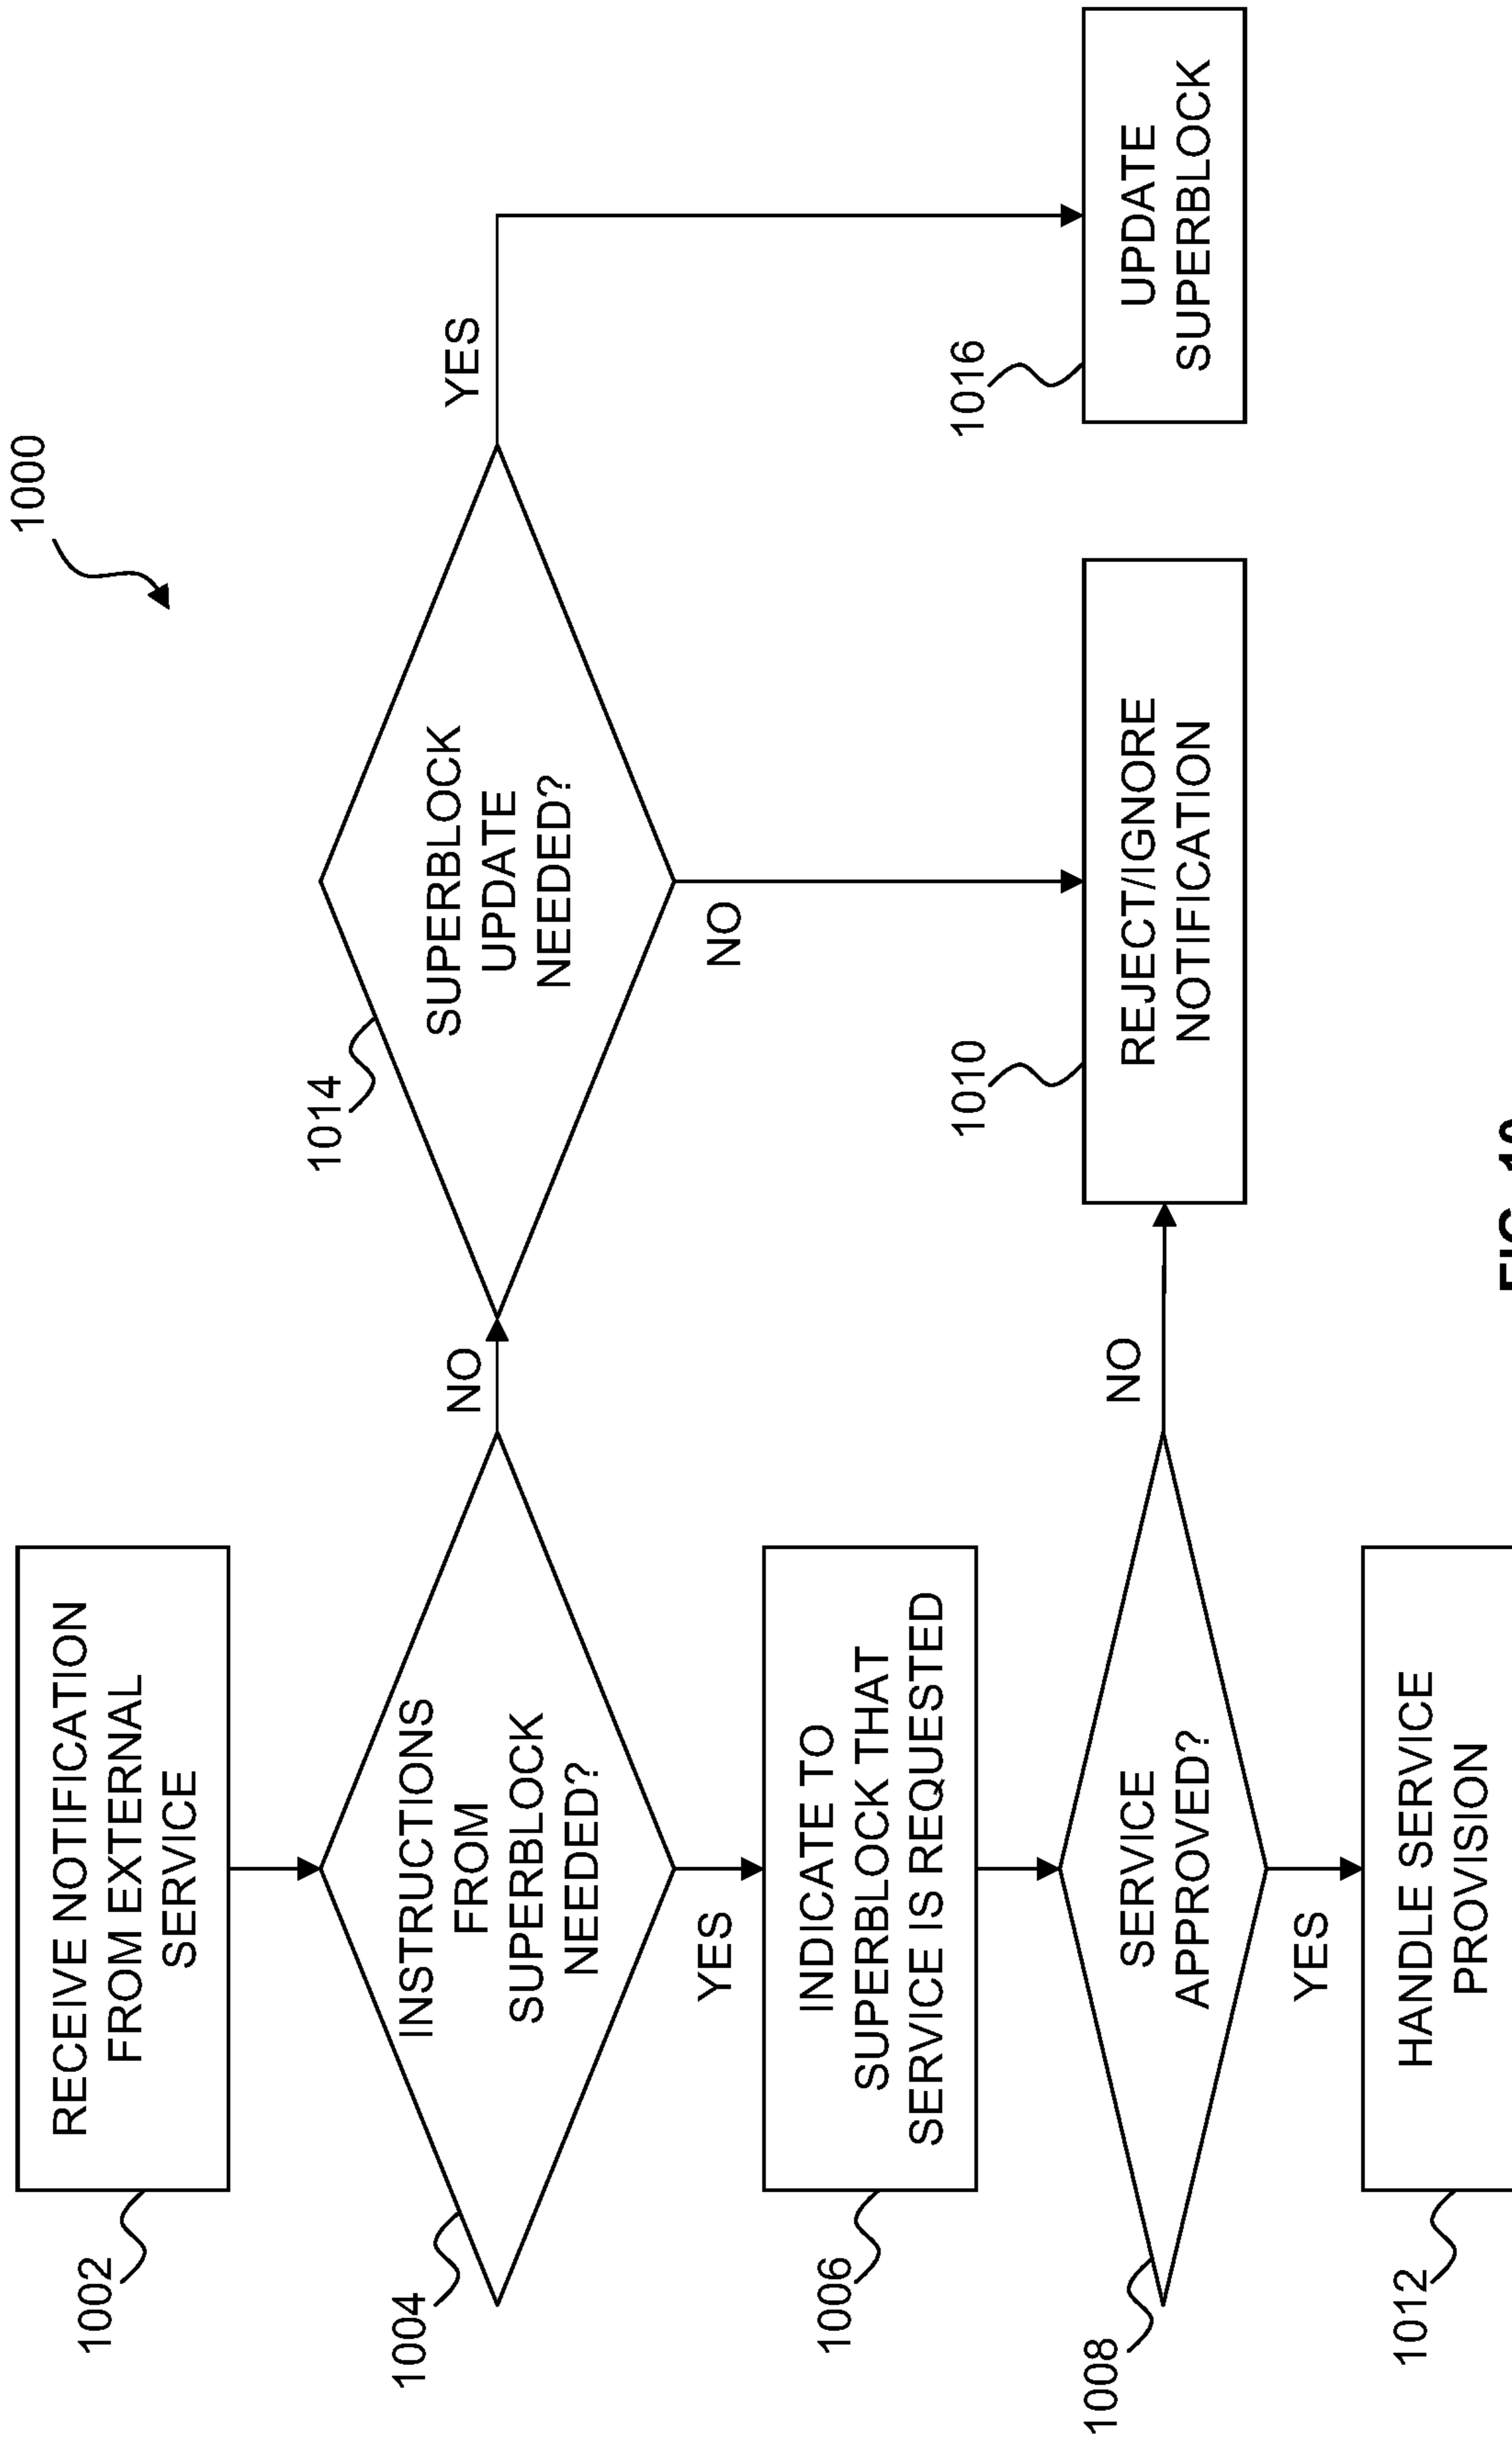 1000
1002
RECEIVE NOTIFICATION
FROM EXTERNAL
SERVICE
1004
INSTRUCTIONS
FROM
SUPERBLOCK
NEEDED?
NO
1014
SUPERBLOCK
UPDATE
NEEDED?
YES
YES
NO
1006
INDICATE TO
SUPERBLOCK THAT
SERVICE IS REQUESTED
1008
SERVICE
APPROVED?
NO
1010
REJECT/IGNORE
NOTIFICATION
1016
UPDATE
SUPERBLOCK
YES
1012
HANDLE SERVICE
PROVISION
FIG. 10